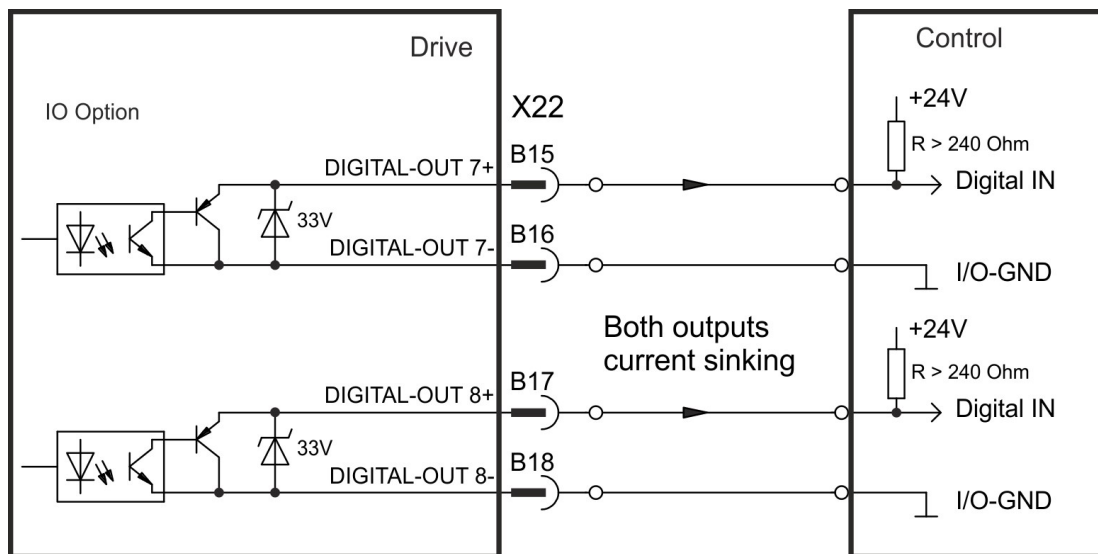 Drive
Control
IO Option
X22
+24V
R > 240 Ohm
DIGITAL-OUT 7+
B15
Digital IN
33V
DIGITAL-OUT 7-
B16
I/O-GND
Both outputs
current sinking
+24V
R > 240 Ohm
DIGITAL-OUT 8+
B17
Digital IN
33V
DIGITAL-OUT 8-
B18
I/O-GND